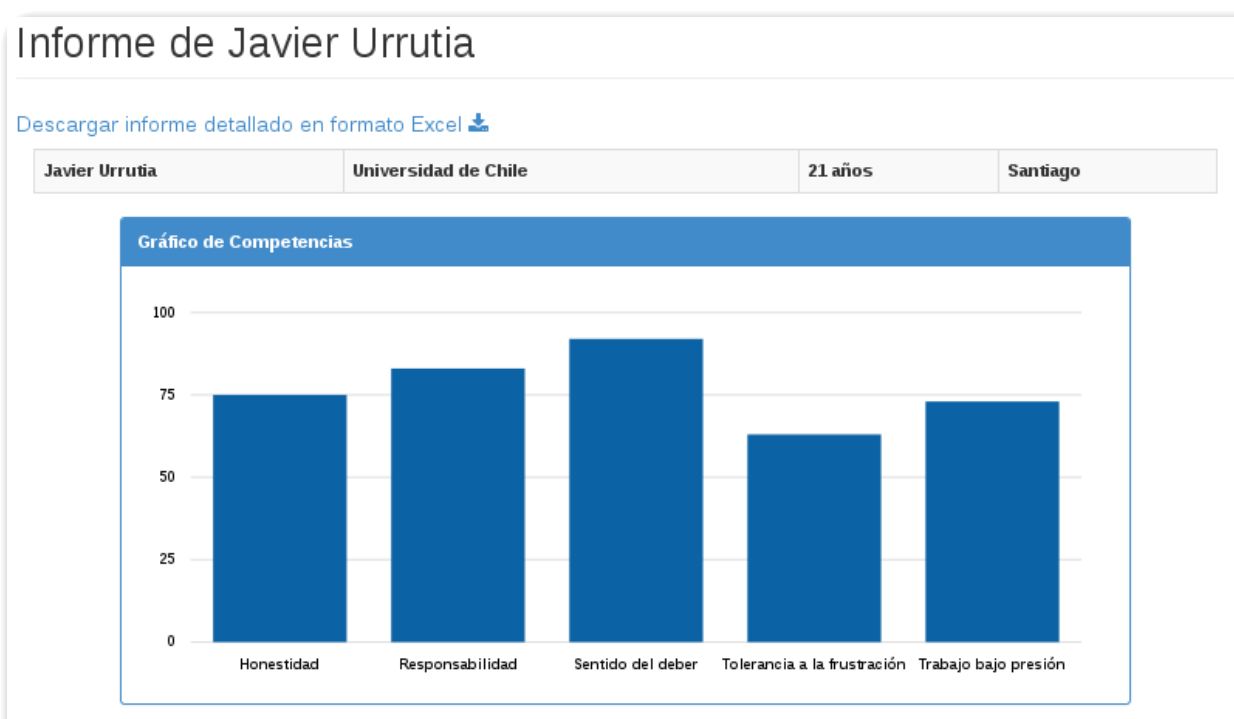 Informe de Javier Urrutia
Descargar informe detallado en formato Excel
Javier Urrutia Universidad de Chile 21 años Santiago
Gráfico de Competencias
100
75
50
25
0
Honestidad Responsabilidad Sentido del deber Tolerancia a la frustración Trabajo bajo presión